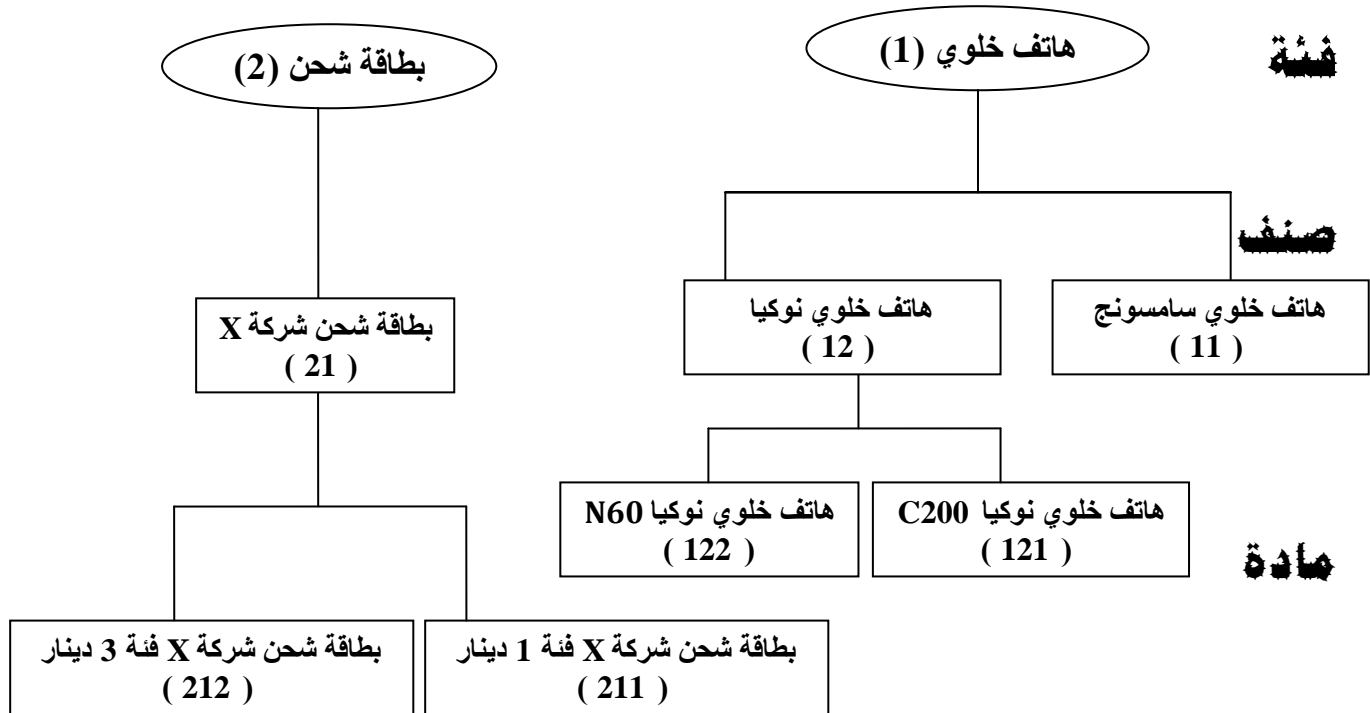 فئة
هاتف خلوي (1)
بطاقة شحن (2)
صنف
هاتف خلوي سامسونج
( 11 )
هاتف خلوي نوكيا
( 12 )
بطاقة شحن شركة X
( 21 )
مادة
هاتف خلوي نوكيا C200
( 121 )
هاتف خلوي نوكيا N60
( 122 )
بطاقة شحن شركة X فئة 1 دينار
( 211 )
بطاقة شحن شركة X فئة 3 دينار
( 212 )